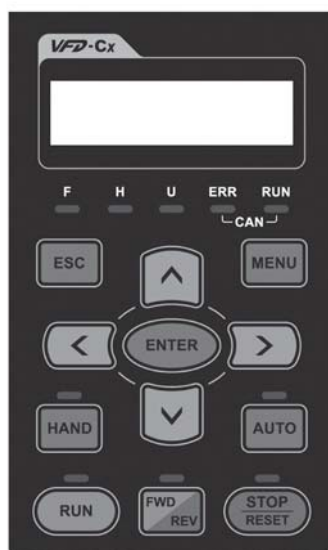 VFD-Cx
F H U ERR RUN
CAN
ESC MENU
ENTER
HAND AUTO
RUN FWD REV STOP RESET